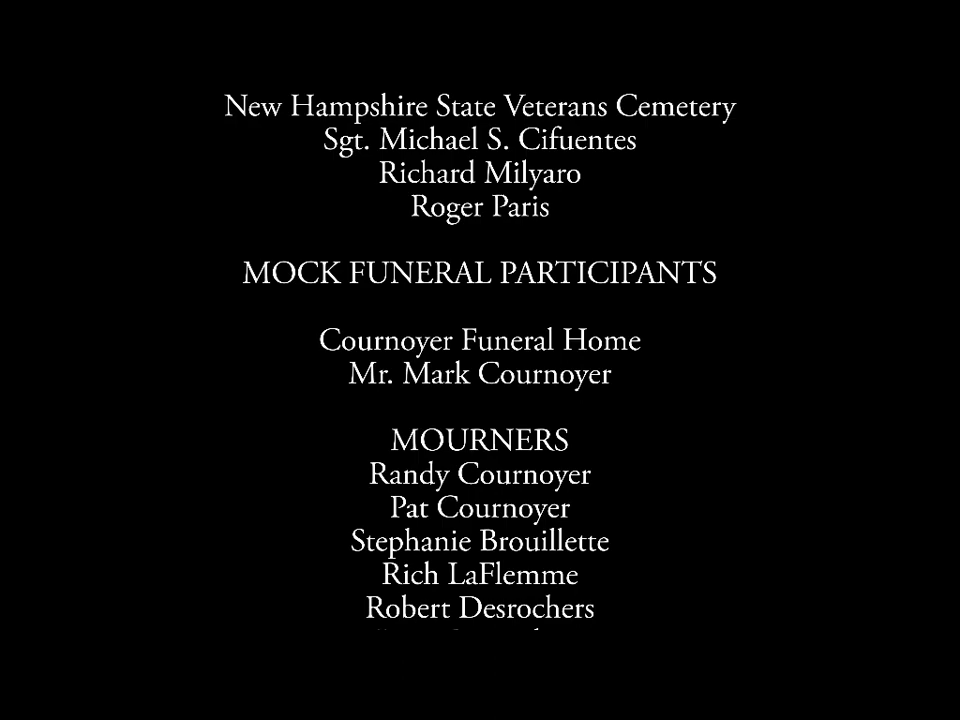 New Hampshire State Veterans Cemetery
Sgt. Michael S. Cifuentes
Richard Milyaro
Roger Paris
MOCK FUNERAL PARTICIPANTS
Cournoyer Funeral Home
Mr. Mark Cournoyer
MOURNERS
Randy Cournoyer
Pat Cournoyer
Stephanie Brouillette
Rich LaFlemme
Robert Desrochers